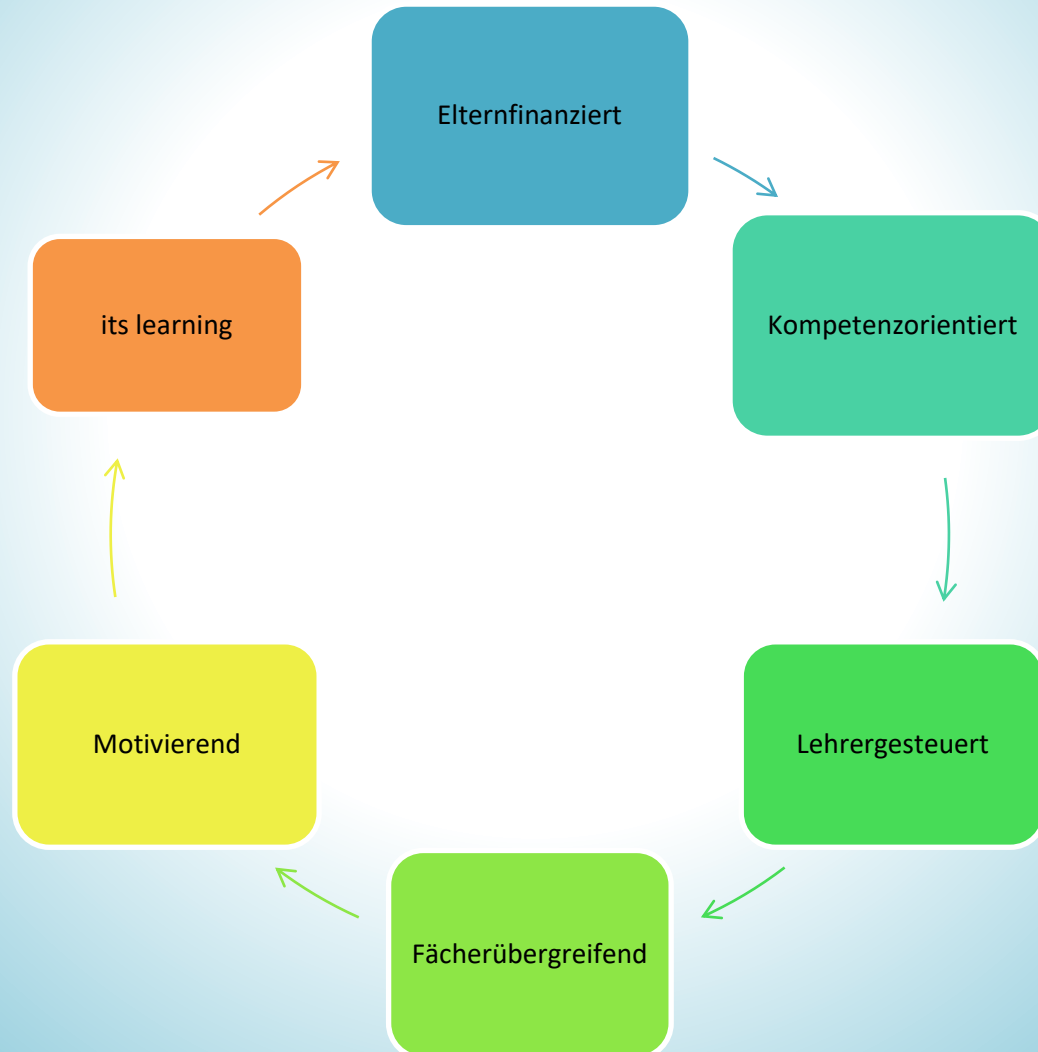 Elternfinanziert
Kompetenzorientiert
Lehrergesteuert
Fächerübergreifend
Motivierend
its learning